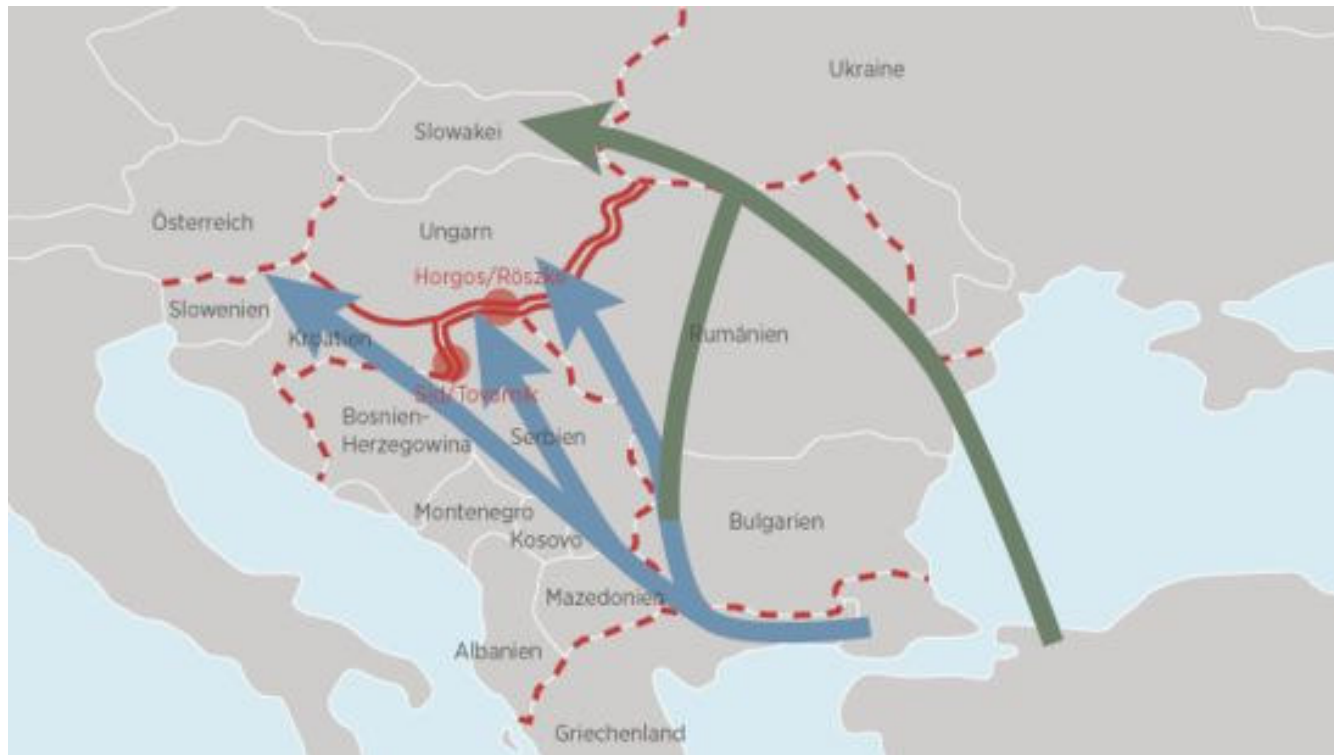 Ukraine
Slowakei
Österreich
Ungarn
Horgos/Röszke
Slowenien
Kroatien
Rumänien
Sid/Tovarnik
Bosnien-
Herzegowina
Serbien
Montenegro
Bulgarien
Kosovo
Mazedonien
Albanien
Griechenland